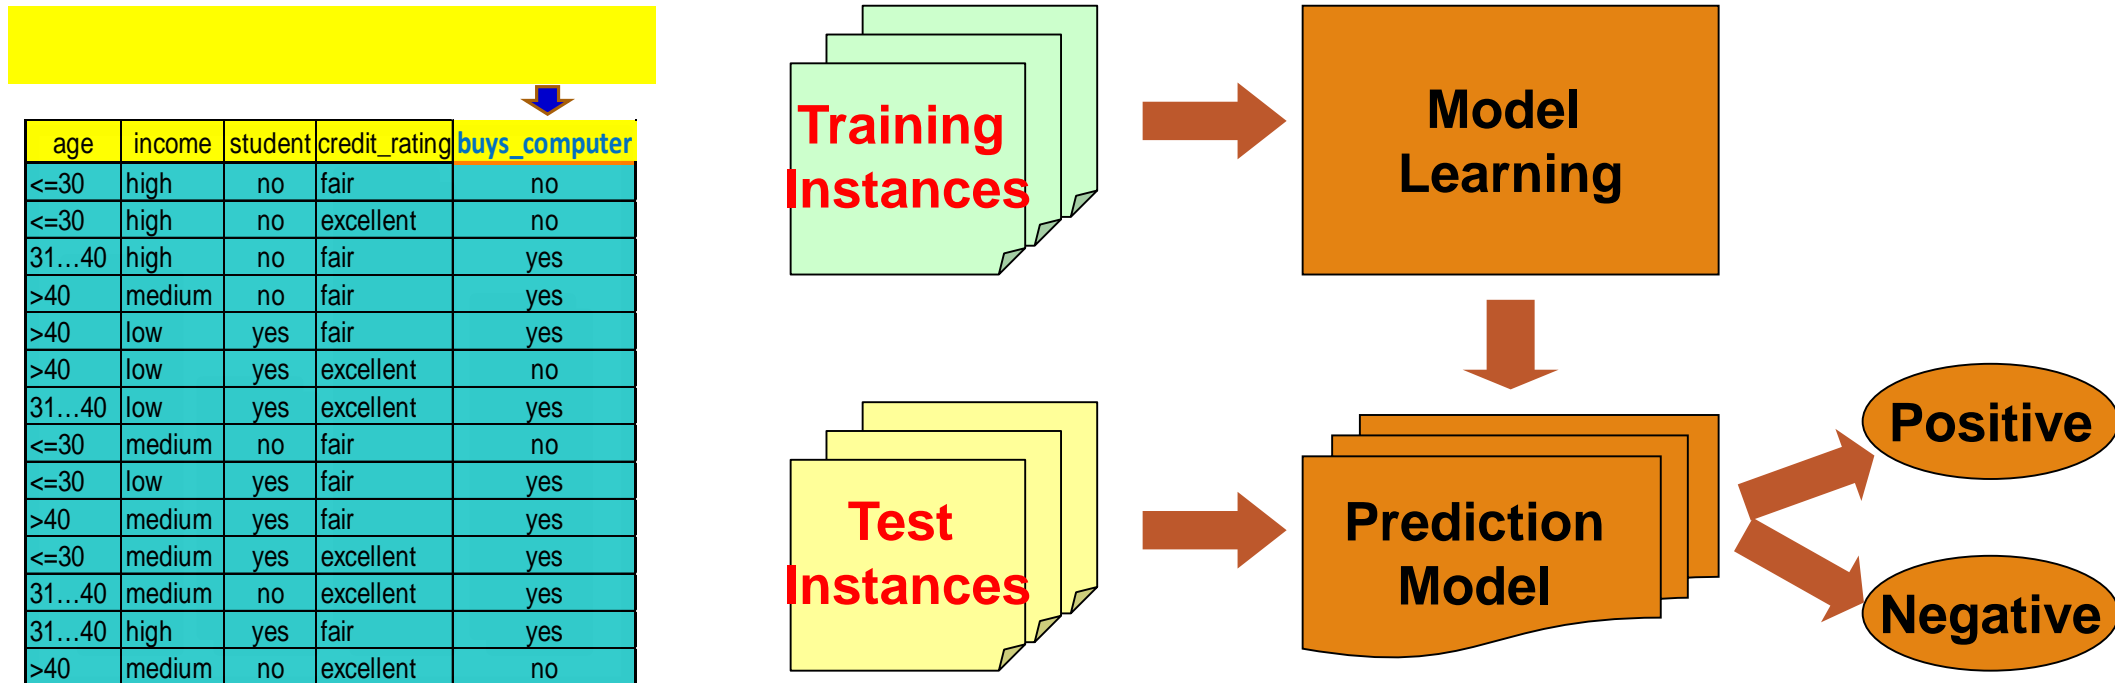 age income student credit_rating buys_computer
<=30 high no fair no
<=30 high no excellent no
31…40 high no fair yes
>40 medium no fair yes
>40 low yes fair yes
>40 low yes excellent no
31…40 low yes excellent yes
<=30 medium no fair no
<=30 low yes fair yes
>40 medium yes fair yes
<=30 medium yes excellent yes
31…40 medium no excellent yes
31…40 high yes fair yes
>40 medium no excellent no
Training
Instances
Model
Learning
Test
Instances
Prediction
Model
Positive
Negative